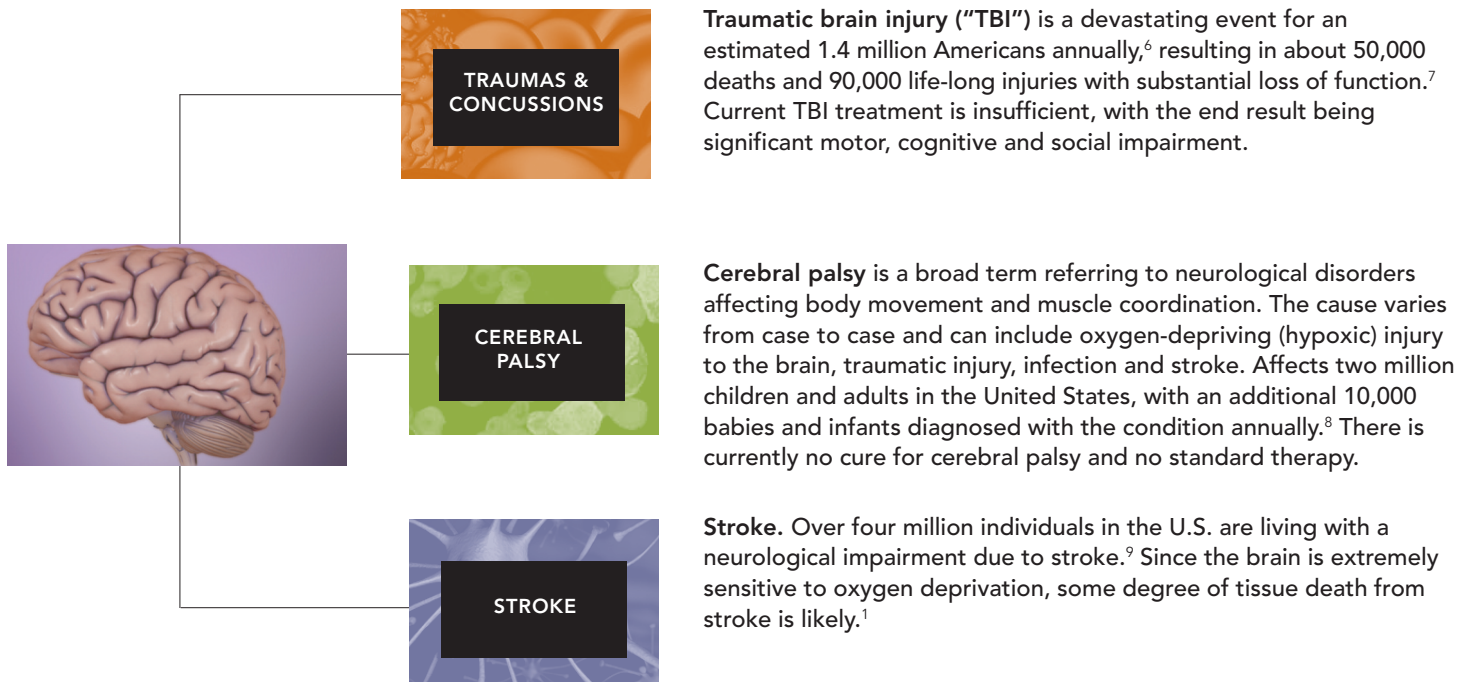 TRAUMAS &
CONCUSSIONS
Traumatic brain injury (“TBI”) is a devastating event for an
estimated 1.4 million Americans annually,⁶ resulting in about 50,000
deaths and 90,000 life-long injuries with substantial loss of function.⁷
Current TBI treatment is insufficient, with the end result being
significant motor, cognitive and social impairment.
CEREBRAL
PALSY
Cerebral palsy is a broad term referring to neurological disorders
affecting body movement and muscle coordination. The cause varies
from case to case and can include oxygen-depriving (hypoxic) injury
to the brain, traumatic injury, infection and stroke. Affects two million
children and adults in the United States, with an additional 10,000
babies and infants diagnosed with the condition annually.⁸ There is
currently no cure for cerebral palsy and no standard therapy.
STROKE
Stroke. Over four million individuals in the U.S. are living with a
neurological impairment due to stroke.⁹ Since the brain is extremely
sensitive to oxygen deprivation, some degree of tissue death from
stroke is likely.¹